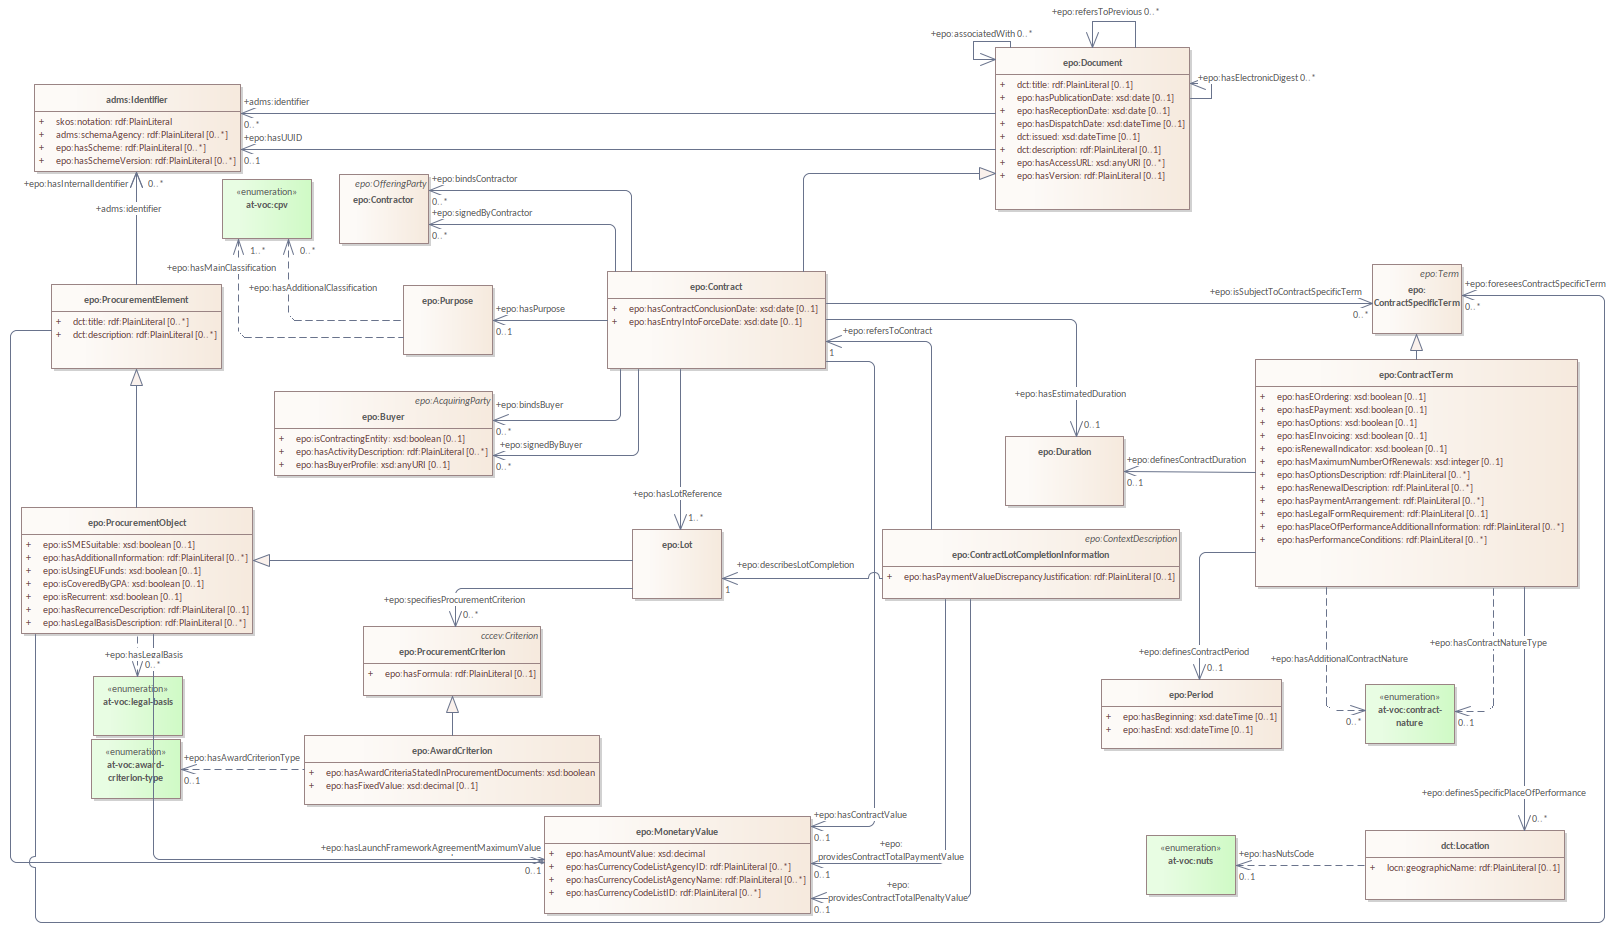 +epo:refersToPrevious 0..*
+epo:associatedWith 0..*
epo:Document
+ dct:title: rdf:PlainLiteral [0..1]
+ epo:hasPublicationDate: xsd:date [0..1]
+ epo:hasReceptionDate: xsd:date [0..1]
+ epo:hasDispatchDate: xsd:dateTime [0..1]
+ dct:issued: xsd:dateTime [0..1]
+ dct:description: rdf:PlainLiteral [0..1]
+ epo:hasAccessURL: xsd:anyURI [0..*]
+ epo:hasVersion: rdf:PlainLiteral [0..1]
+epo:hasElectronicDigest 0..*
adms:Identifier
+ skos:notation: rdf:PlainLiteral
+ adms:schemaAgency: rdf:PlainLiteral [0..*]
+ epo:hasScheme: rdf:PlainLiteral [0..*]
+ epo:hasSchemeVersion: rdf:PlainLiteral [0..*]
+adms:identifier
0..*
+epo:hasUUID
0..1
+epo:hasInternalIdentifier 0..*
+adms:identifier
«enumeration»
at-voc:cpv
1..*
0..*
+epo:hasMainClassification
+epo:hasAdditionalClassification
epo:OfferingParty
epo:Contractor
+epo:bindsContractor
0..*
+epo:signedByContractor
0..*
epo:ProcurementElement
+ dct:title: rdf:PlainLiteral [0..*]
+ dct:description: rdf:PlainLiteral [0..*]
epo:Purpose
+epo:hasPurpose
0..1
epo:Contract
+ epo:hasContractConclusionDate: xsd:date [0..1]
+ epo:hasEntryIntoForceDate: xsd:date [0..1]
+epo:isSubjectToContractSpecificTerm
0..*
epo:Term
epo:
ContractSpecificTerm
+epo:foreseesContractSpecificTerm
0..*
+epo:refersToContract
1
+epo:hasEstimatedDuration
0..1
epo:AcquiringParty
epo:Buyer
+ epo:isContractingEntity: xsd:boolean [0..1]
+ epo:hasActivityDescription: rdf:PlainLiteral [0..*]
+ epo:hasBuyerProfile: xsd:anyURI [0..1]
+epo:bindsBuyer
0..*
+epo:signedByBuyer
0..*
epo:ContractTerm
+ epo:hasEOrdering: xsd:boolean [0..1]
+ epo:hasEPayment: xsd:boolean [0..1]
+ epo:hasOptions: xsd:boolean [0..1]
+ epo:hasEInvoicing: xsd:boolean [0..1]
+ epo:isRenewalIndicator: xsd:boolean [0..1]
+ epo:hasMaximumNumberOfRenewals: xsd:integer [0..1]
+ epo:hasOptionsDescription: rdf:PlainLiteral [0..*]
+ epo:hasRenewalDescription: rdf:PlainLiteral [0..*]
+ epo:hasPaymentArrangement: rdf:PlainLiteral [0..*]
+ epo:hasLegalFormRequirement: rdf:PlainLiteral [0..1]
+ epo:hasPlaceOfPerformanceAdditionalInformation: rdf:PlainLiteral [0..*]
+ epo:hasPerformanceConditions: rdf:PlainLiteral [0..*]
epo:Duration
+epo:definesContractDuration
0..1
+epo:hasLotReference
1..*
epo:Lot
epo:ProcurementObject
+ epo:isSMESuitable: xsd:boolean [0..1]
+ epo:hasAdditionalInformation: rdf:PlainLiteral [0..*]
+ epo:isUsingEUFunds: xsd:boolean [0..1]
+ epo:isCoveredByGPA: xsd:boolean [0..1]
+ epo:isRecurrent: xsd:boolean [0..1]
+ epo:hasRecurrenceDescription: rdf:PlainLiteral [0..1]
+ epo:hasLegalBasisDescription: rdf:PlainLiteral [0..*]
epo:ContextDescription
epo:ContractLotCompletionInformation
+ epo:hasPaymentValueDiscrepancyJustification: rdf:PlainLiteral [0..1]
+epo:describesLotCompletion
1
+epo:specifiesProcurementCriterion
0..*
cccev:Criterion
epo:ProcurementCriterion
+ epo:hasFormula: rdf:PlainLiteral [0..1]
+epo:hasLegalBasis
0..*
«enumeration»
at-voc:legal-basis
«enumeration»
at-voc:award-
criterion-type
+epo:hasAwardCriterionType
0..1
epo:AwardCriterion
+ epo:hasAwardCriteriaStatedInProcurementDocuments: xsd:boolean
+ epo:hasFixedValue: xsd:decimal [0..1]
+epo:definesContractPeriod
0..1
epo:Period
+ epo:hasBeginning: xsd:dateTime [0..1]
+ epo:hasEnd: xsd:dateTime [0..1]
+epo:hasContractNatureType
+epo:hasAdditionalContractNature
0..*
«enumeration»
at-voc:contract-
nature
0..1
+epo:definesSpecificPlaceOfPerformance
0..*
dct:Location
+ locn:geographicName: rdf:PlainLiteral [0..1]
+epo:hasNutsCode
0..1
«enumeration»
at-voc:nuts
epo:MonetaryValue
+ epo:hasAmountValue: xsd:decimal
+ epo:hasCurrencyCodeListAgencyID: rdf:PlainLiteral [0..*]
+ epo:hasCurrencyCodeListAgencyName: rdf:PlainLiteral [0..*]
+ epo:hasCurrencyCodeListID: rdf:PlainLiteral [0..*]
+epo:hasLaunchFrameworkAgreementMaximumValue
0..1
+epo:hasContractValue
0..1
+epo:
providesContractTotalPaymentValue
0..1
+epo:
providesContractTotalPenaltyValue
0..1